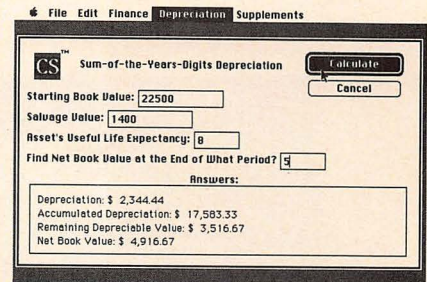 File Edit Finance Depreciation Supplements
CS™ Sum-of-the-Years-Digits Depreciation
Calculate
Cancel
Starting Book Value: 22500
Salvage Value: 1400
Asset's Useful Life Expectancy: 8
Find Net Book Value at the End of What Period? 5
Answers:
Depreciation: $ 2,344.44
Accumulated Depreciation: $ 17,583.33
Remaining Depreciable Value: $ 3,516.67
Net Book Value: $ 4,916.67